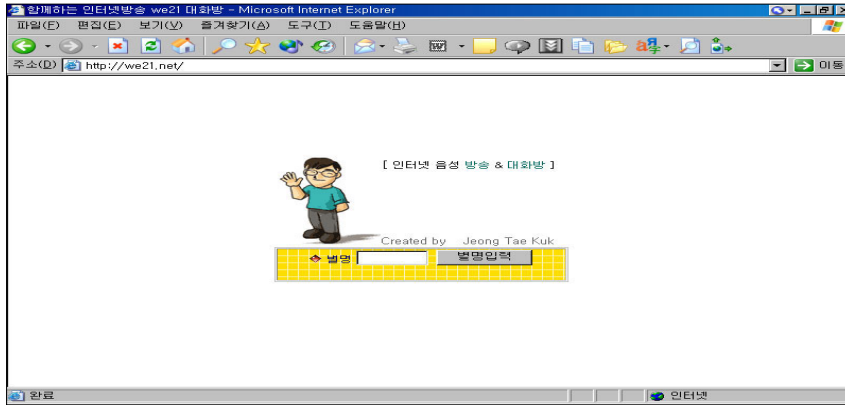 함께하는 인터넷방송 we21 대화방 - Microsoft Internet Explorer
파일(F) 편집(E) 보기(V) 즐겨찾기(A) 도구(T) 도움말(H)
주소(D) http://we21.net/ 이동
[ 인터넷 음성 방송 & 대화방 ]
Created by Jeong Tae Kuk
별명 별명입력
완료 인터넷